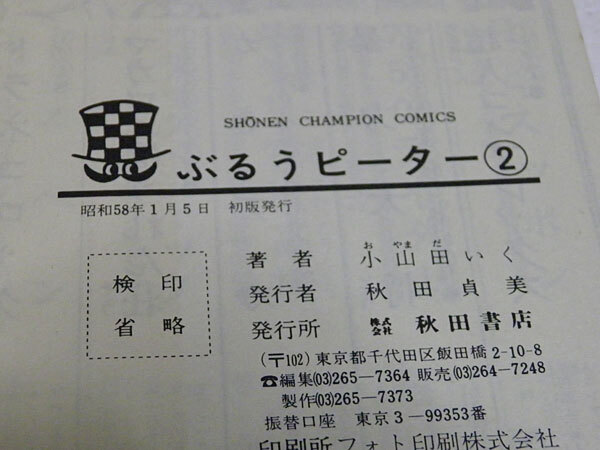 SHŌNEN CHAMPION COMICS
ぶるうピーター②
昭和58年1月5日 初版発行
検印
省略
著者 小山田いく
お やま だ
発行者 秋田貞美
発行所 株式会社 秋田書店
(〒102) 東京都千代田区飯田橋2-10-8
☎編集(03)265―7364 販売(03)264―7248
製作(03)265―7373
振替口座 東京3―99353番
印刷所フォト印刷株式会社